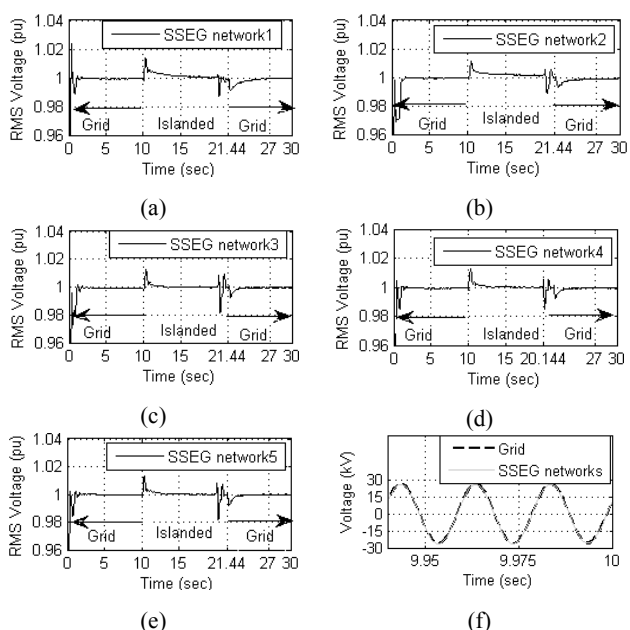 1.04
1.02
1
0.98
0.96
RMS Voltage (pu)
SSEG network1
Grid
Islanded
Grid
0 5 10 15 21.44 27 30
Time (sec)
(a)
1.04
1.02
1
0.98
0.96
RMS Voltage (pu)
SSEG network2
Grid
Islanded
Grid
0 5 10 15 21.44 27 30
Time (sec)
(b)
1.04
1.02
1
0.98
0.96
RMS Voltage (pu)
SSEG network3
Grid
Islanded
Grid
0 5 10 15 21.44 27 30
Time (sec)
(c)
1.04
1.02
1
0.98
0.96
RMS Voltage (pu)
SSEG network4
Grid
Islanded
Grid
0 5 10 15 20.144 27 30
Time (sec)
(d)
1.04
1.02
1
0.98
0.96
RMS Voltage (pu)
SSEG network5
Grid
Islanded
Grid
0 5 10 15 21.44 27 30
Time (sec)
(e)
Grid
SSEG networks
30
15
0
-15
-30
Voltage (kV)
9.95 9.975 10
Time (sec)
(f)